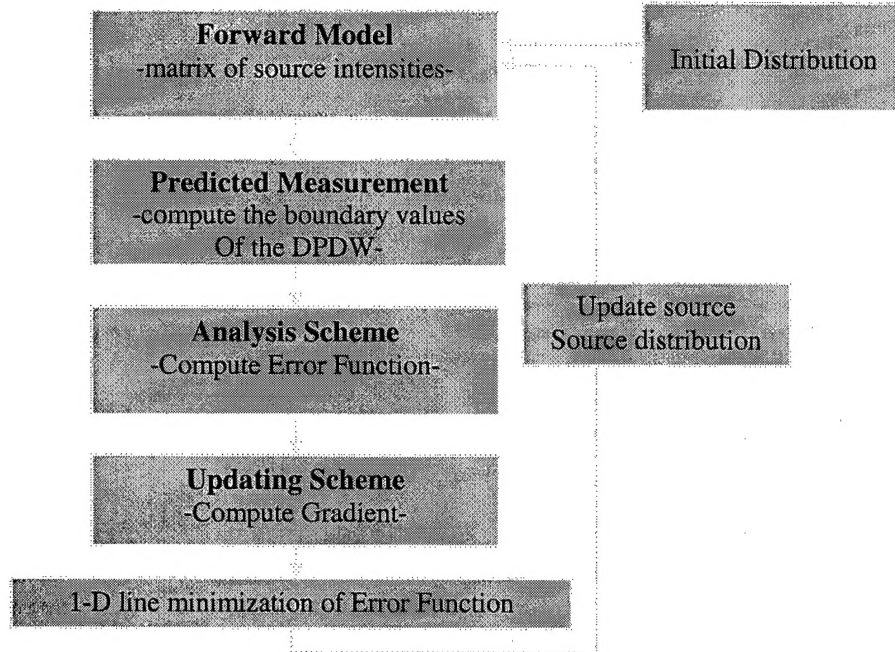 Forward Model
-matrix of source intensities-
Initial Distribution
Predicted Measurement
-compute the boundary values
Of the DPDW-
Analysis Scheme
-Compute Error Function-
Update source
Source distribution
Updating Scheme
-Compute Gradient-
1-D line minimization of Error Function